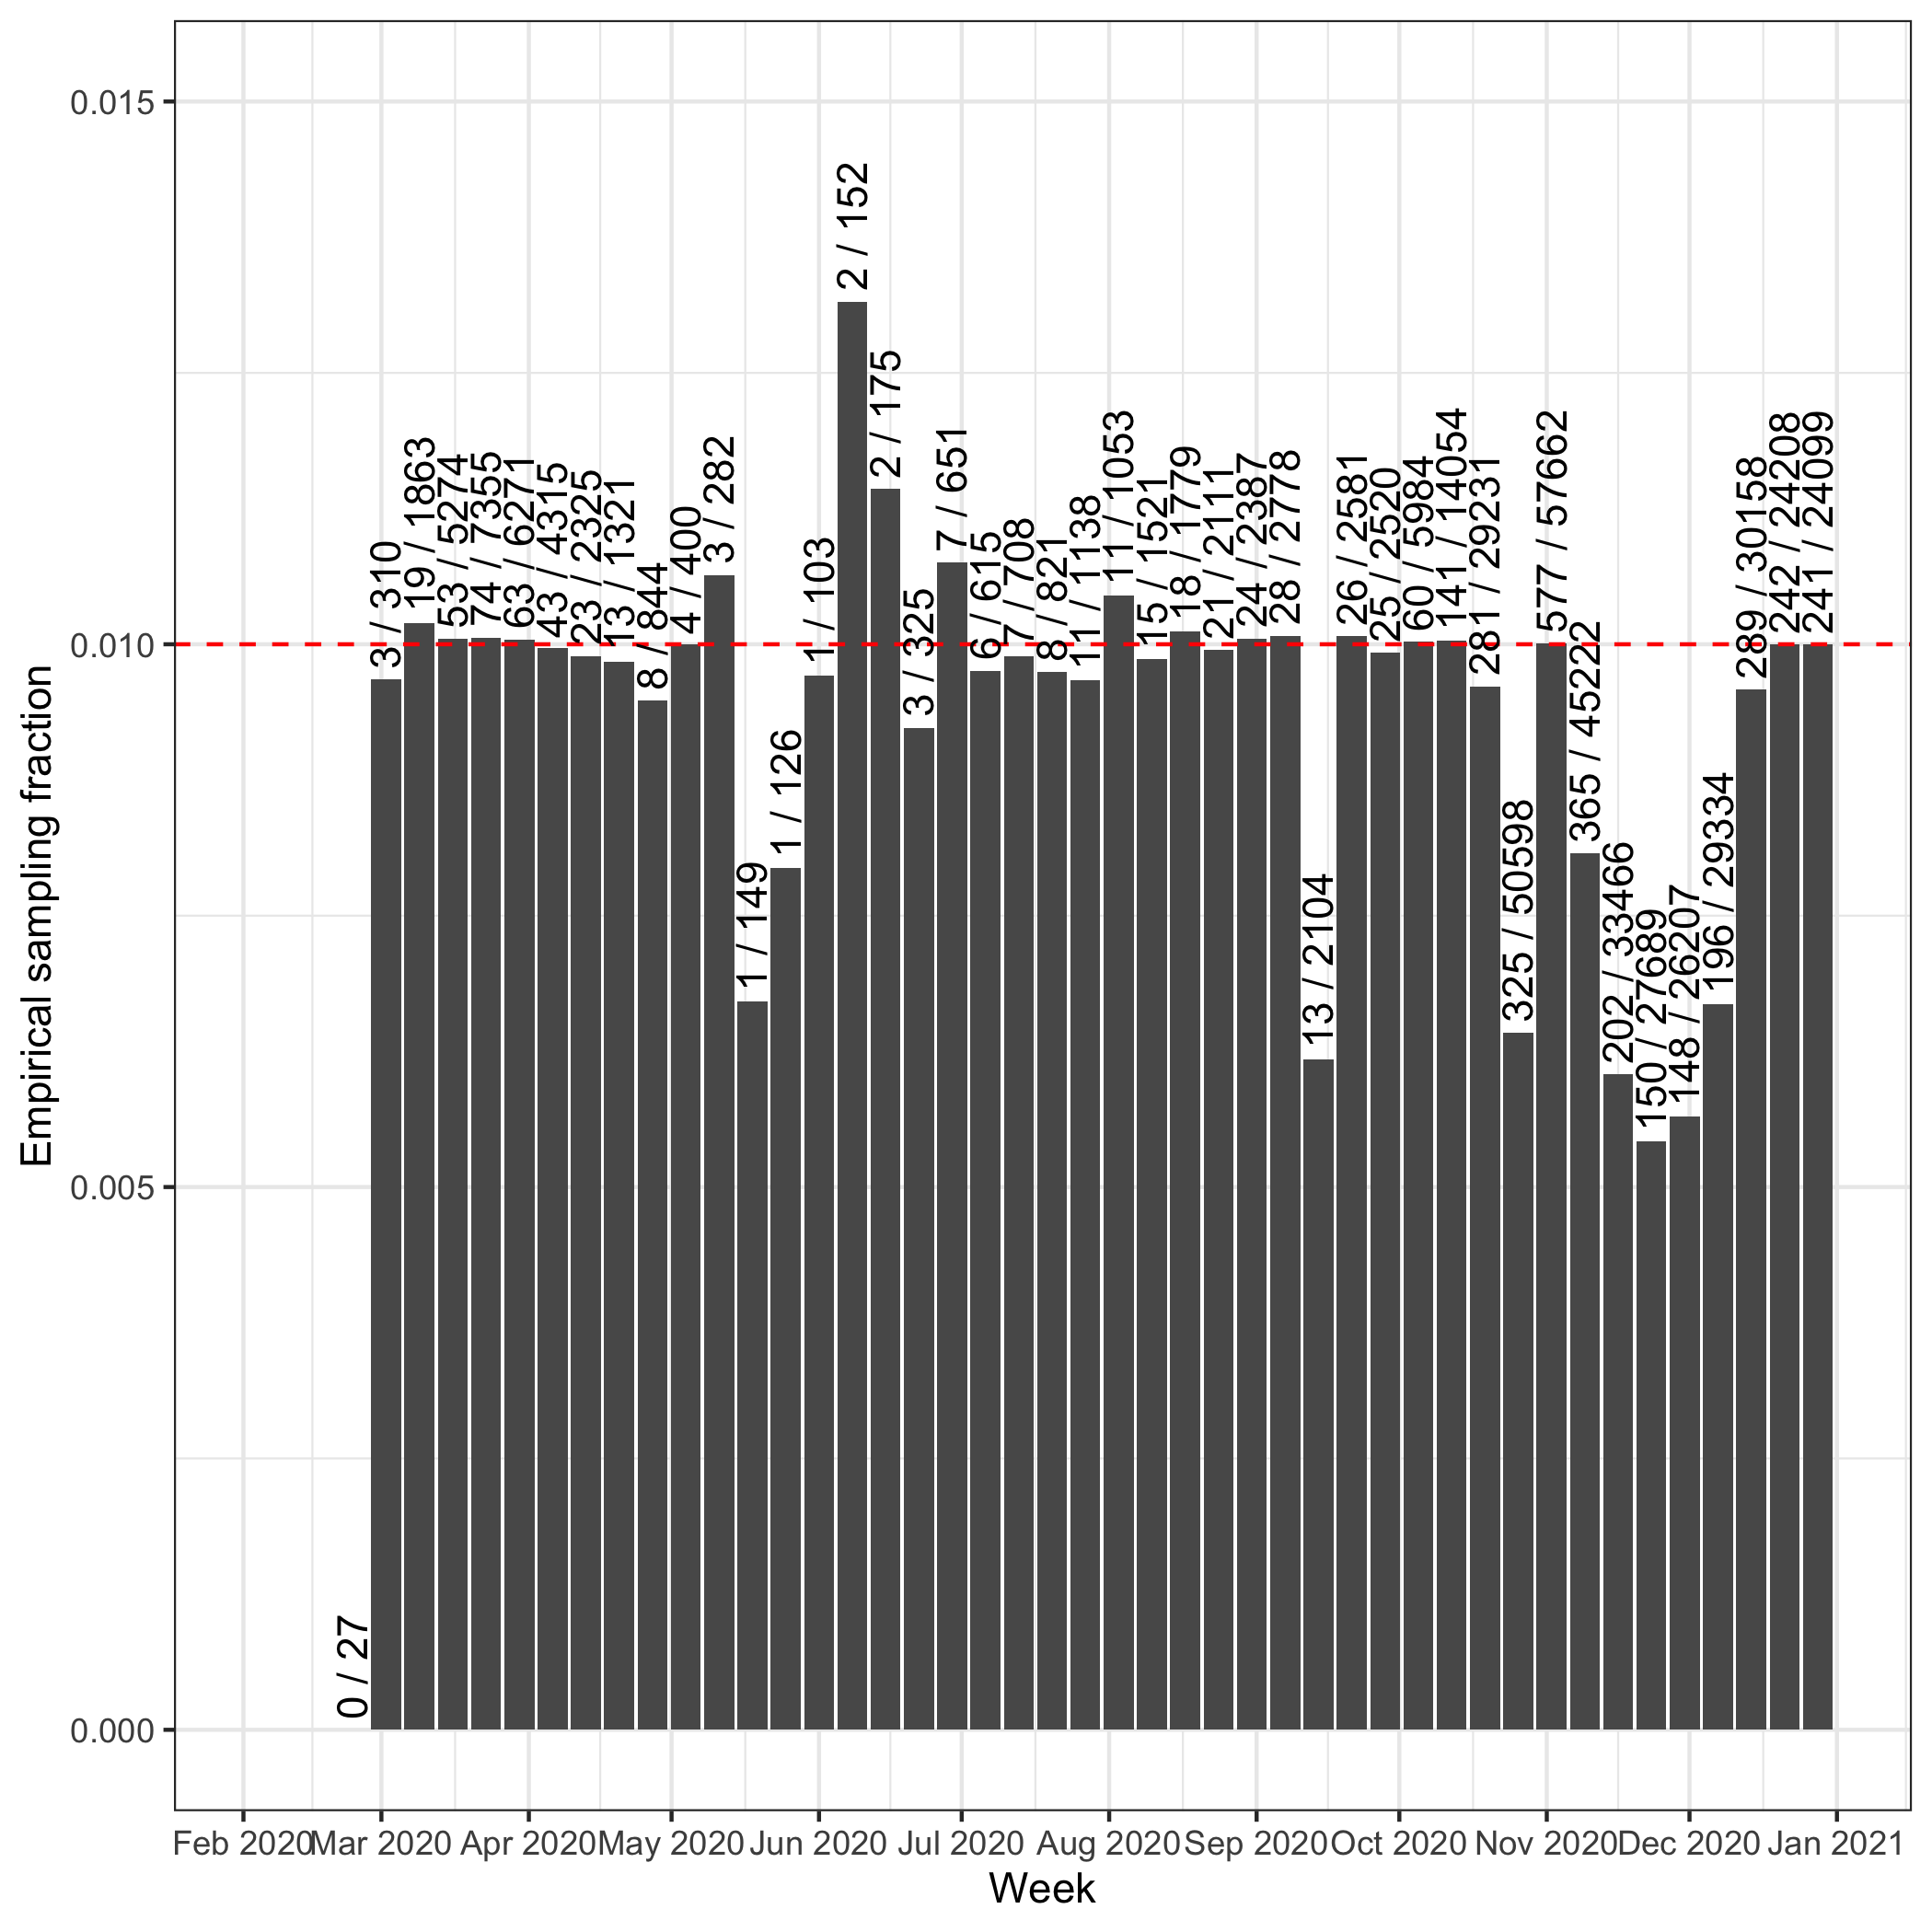 0.015
0.010
0.005
0.000
Empirical sampling fraction
0 / 27
3 / 310
19 / 1863
53 / 5274
74 / 7355
63 / 6271
43 / 4315
23 / 2325
13 / 1321
8 / 844
4 / 400
3 / 282
1 / 149
1 / 126
1 / 103
2 / 152
2 / 175
3 / 325
7 / 651
6 / 615
7 / 708
8 / 821
11 / 1138
11 / 1053
15 / 1521
18 / 1779
21 / 2111
24 / 2387
28 / 2778
13 / 2104
26 / 2581
25 / 2520
60 / 5984
141 / 14054
281 / 29231
325 / 50598
577 / 57662
365 / 45222
202 / 33466
150 / 27689
148 / 26207
196 / 29334
289 / 30158
242 / 24208
241 / 24099
Feb 2020 Mar 2020 Apr 2020 May 2020 Jun 2020 Jul 2020 Aug 2020 Sep 2020 Oct 2020 Nov 2020 Dec 2020 Jan 2021
Week